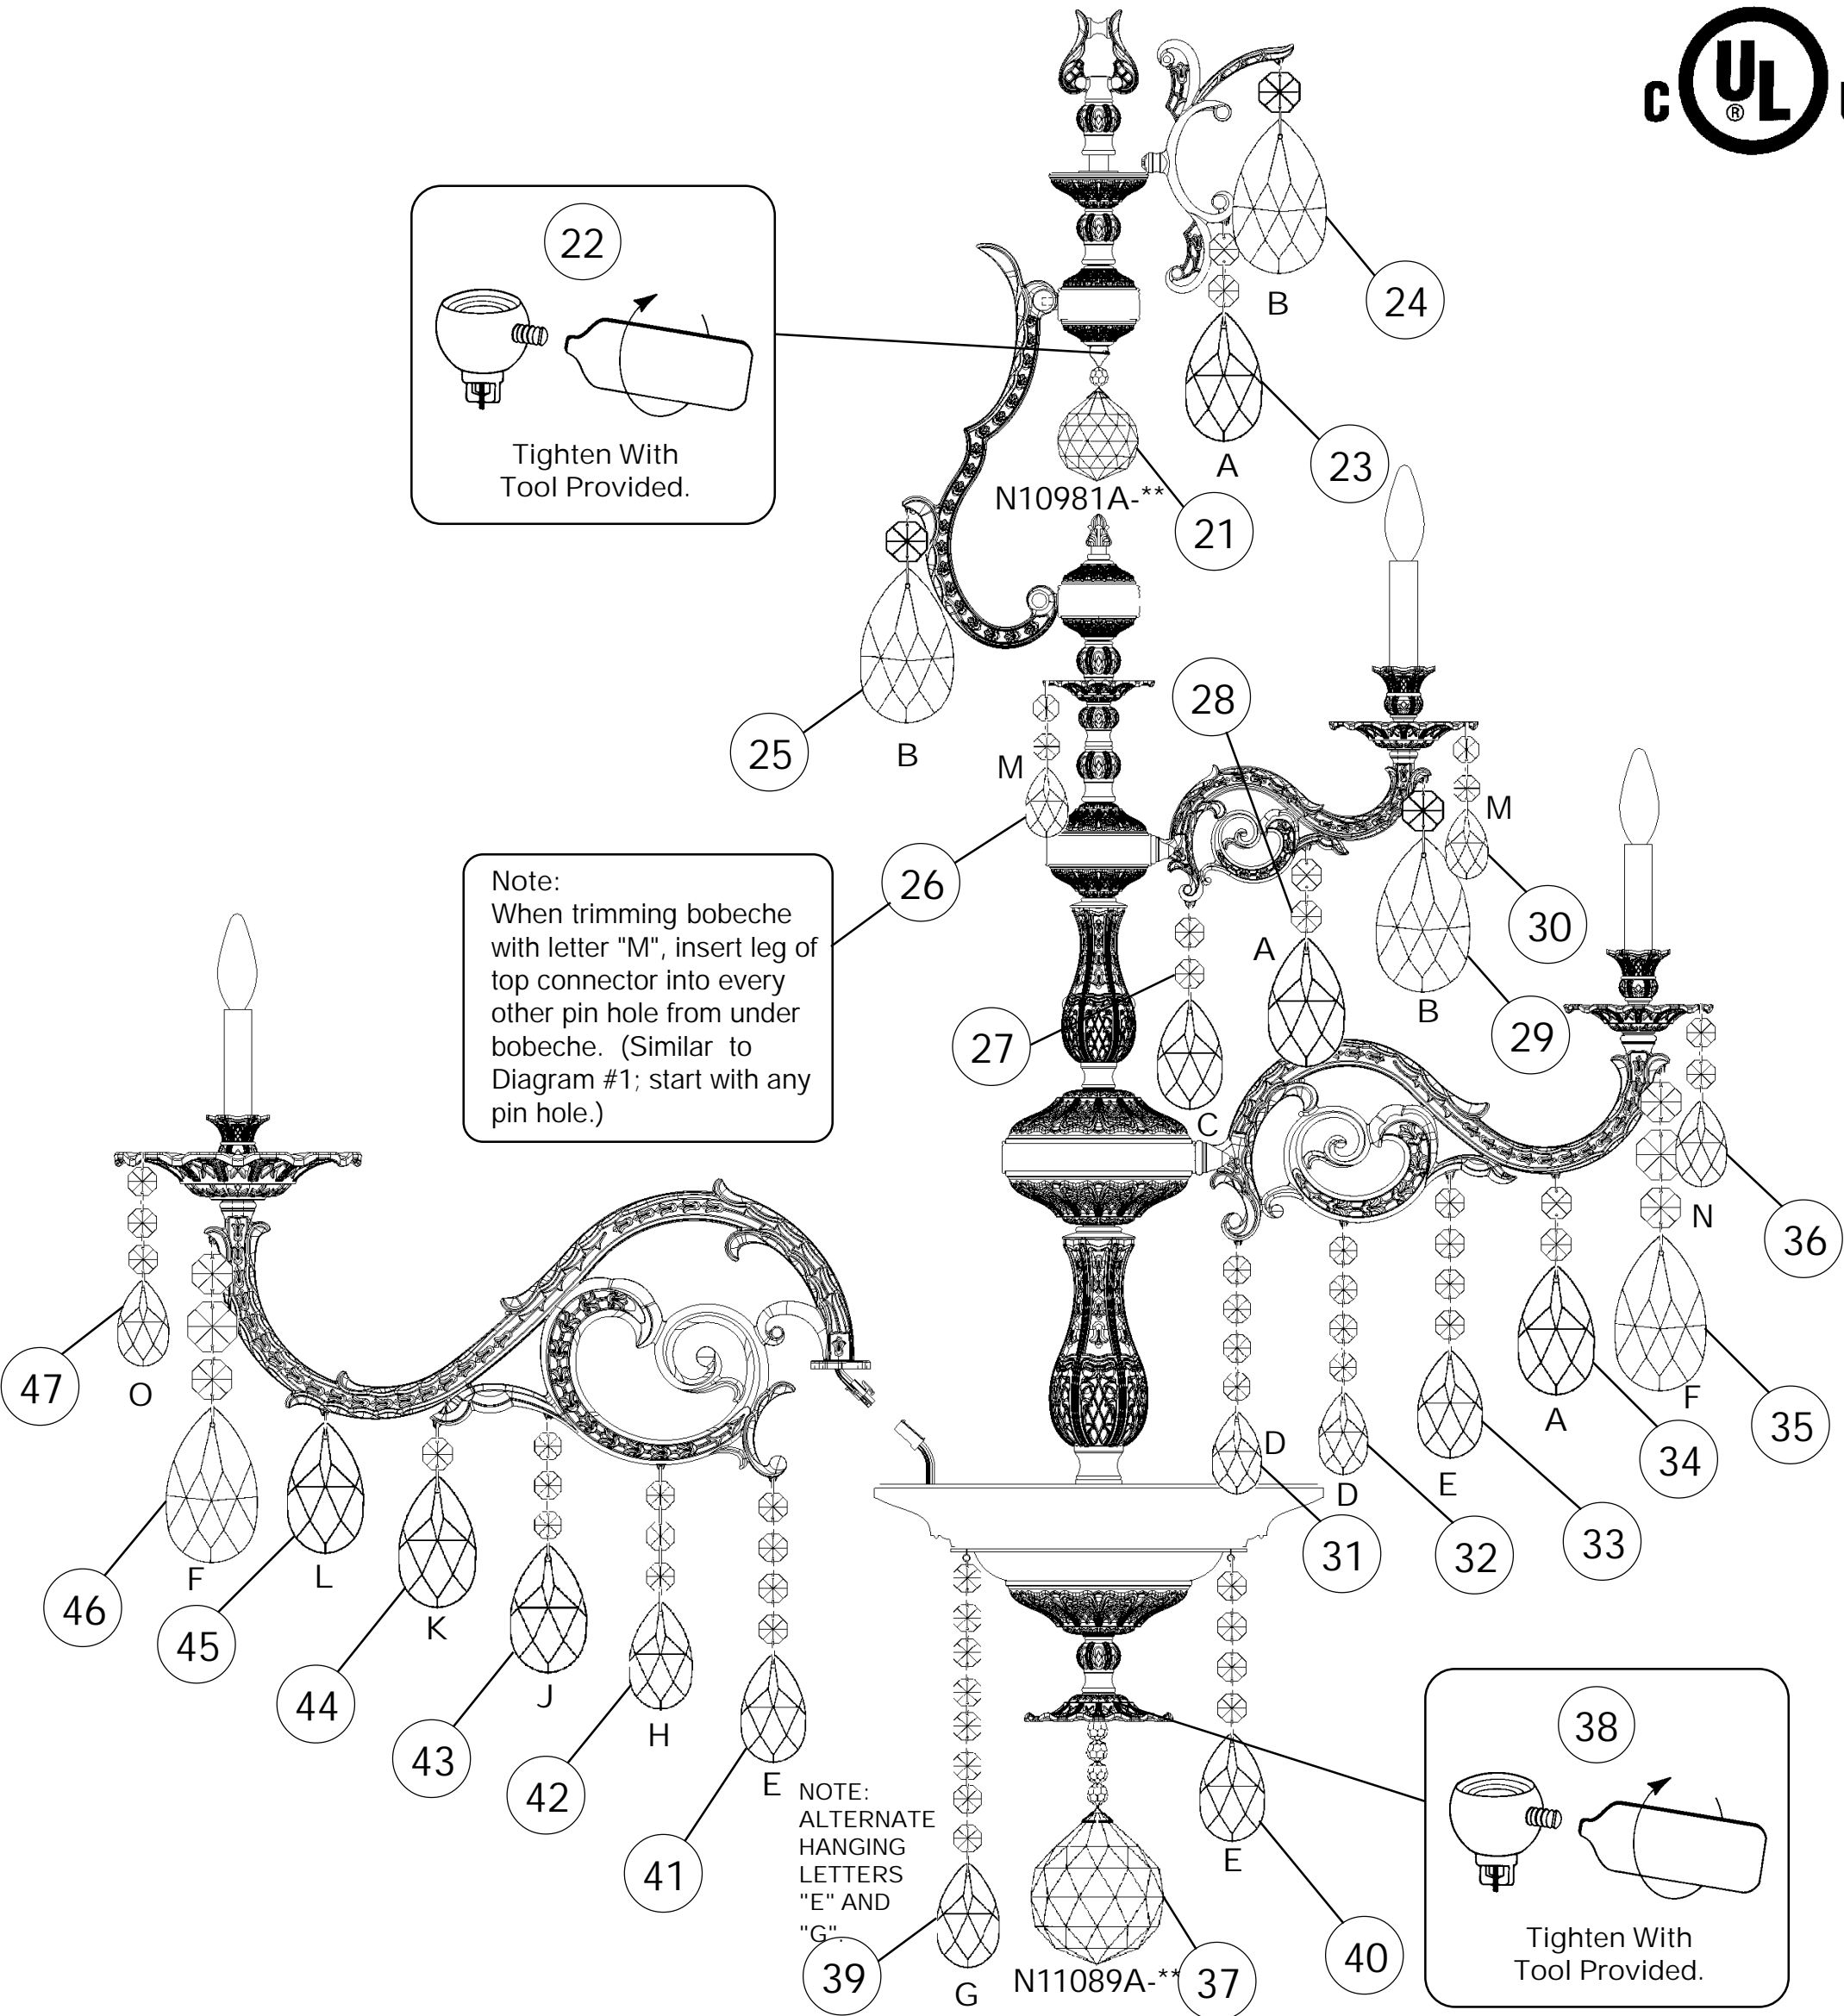 C UL ® U
22
Tighten With
Tool Provided.
B
24
A
23
N10981A-**
21
25
B
M
28
M
26
30
Note:
When trimming bobeche
with letter "M", insert leg of
top connector into every
other pin hole from under
bobeche. (Similar to
Diagram #1; start with any
pin hole.)
A
B
29
27
C
N
36
47
O
F
35
A
34
D
E
33
D
32
31
46
F
L
45
K
44
J
43
H
42
E
41
NOTE:
ALTERNATE
HANGING
LETTERS
"E" AND
"G".
39
G
N11089A-**
37
E
40
38
Tighten With
Tool Provided.